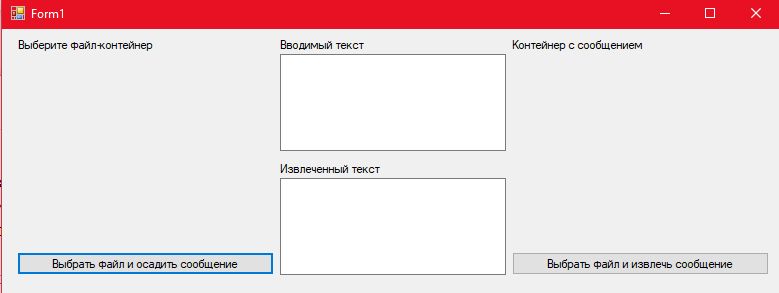 Form1
Выберите файл-контейнер
Вводимый текст
Контейнер с сообщением
Извлеченный текст
Выбрать файл и осадить сообщение
Выбрать файл и извлечь сообщение